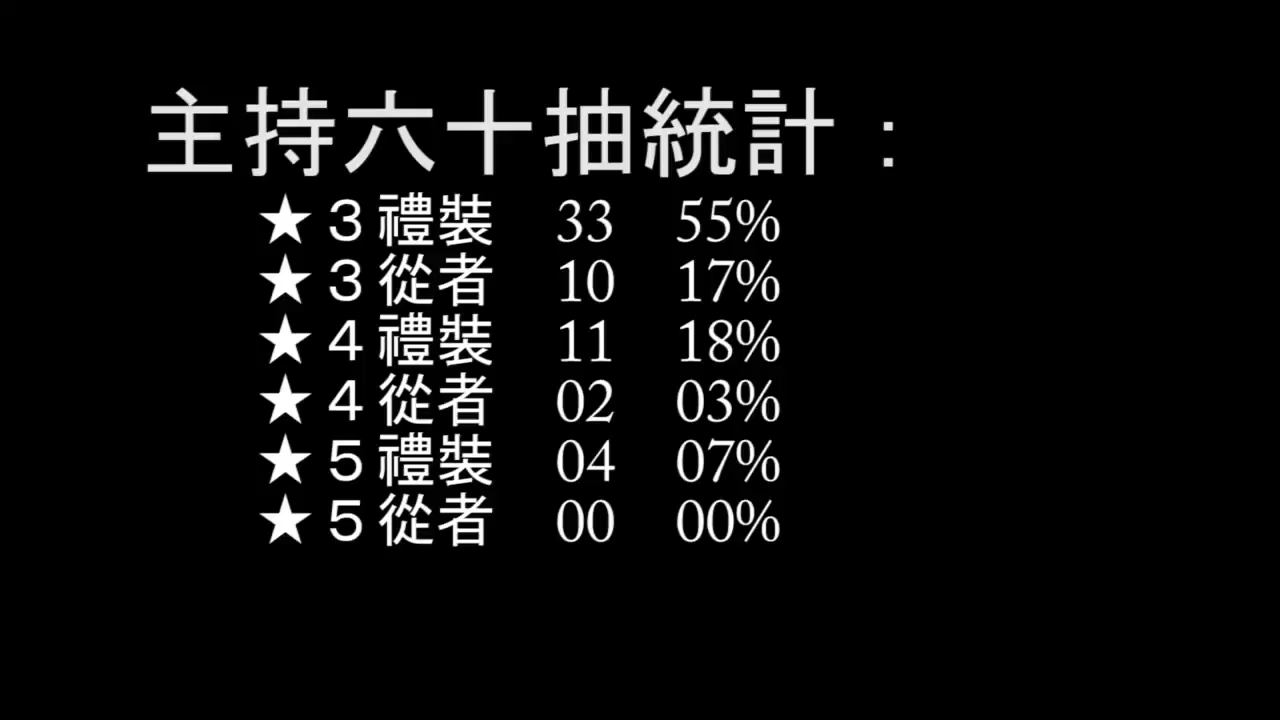 主持六十抽統計：
★3禮裝 33 55%
★3從者 10 17%
★4禮裝 11 18%
★4從者 02 03%
★5禮裝 04 07%
★5從者 00 00%